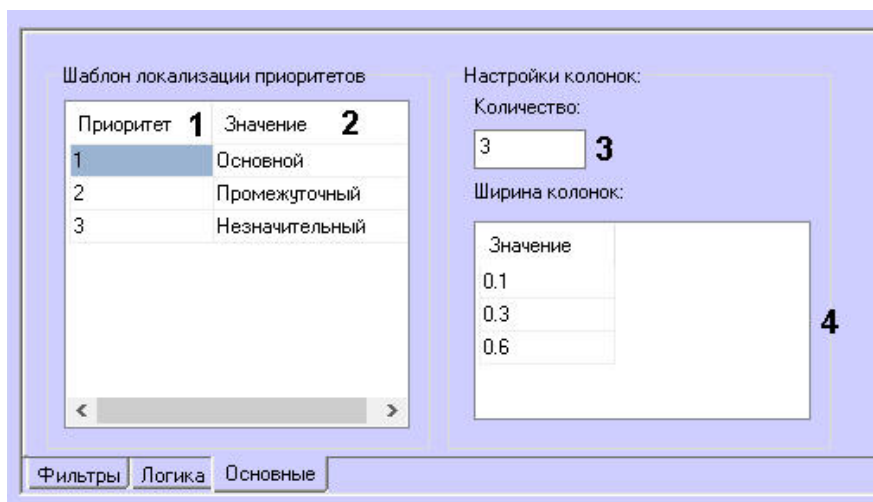 Шаблон локализации приоритетов
Приоритет 1 Значение 2
1 Основной
2 Промежуточный
3 Незначительный
Настройки колонок:
Количество:
3 3
Ширина колонок:
Значение
0.1
0.3
0.6
4
Фильтры Логика Основные